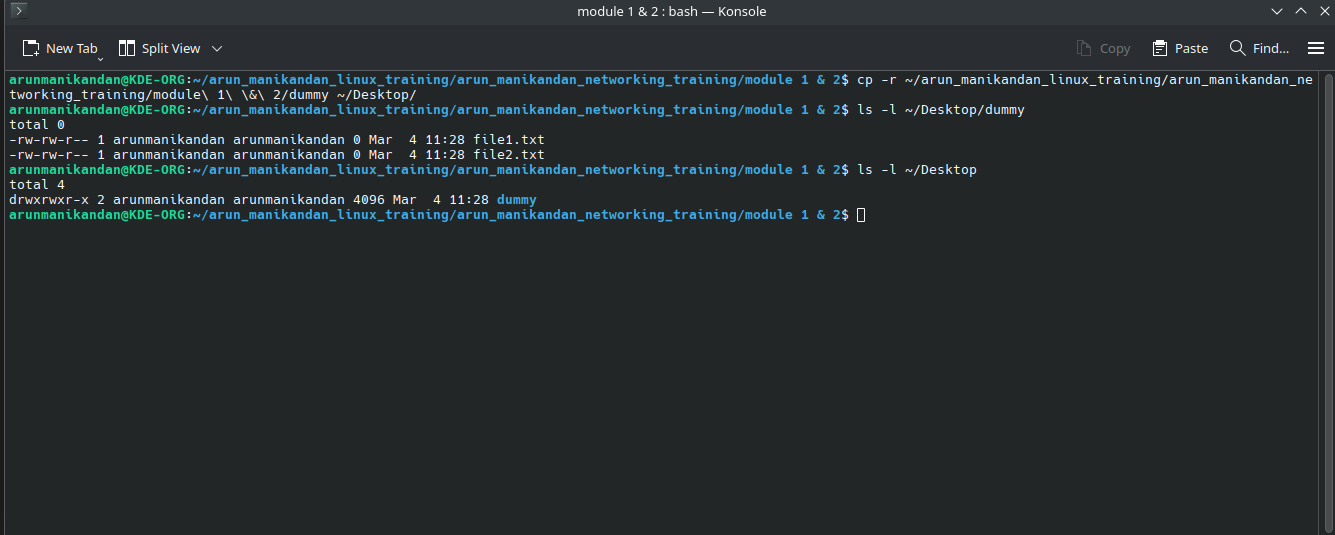 module 1 & 2 : bash — Konsole
New Tab
Split View
Copy
Paste
Find...
arunmanikandan@KDE-ORG:~/arun_manikandan_linux_training/arun_manikandan_networking_training/module 1 & 2$ cp -r ~/arun_manikandan_linux_training/arun_manikandan_ne
tworking_training/module\ 1\ \&\ 2/dummy ~/Desktop/
arunmanikandan@KDE-ORG:~/arun_manikandan_linux_training/arun_manikandan_networking_training/module 1 & 2$ ls -l ~/Desktop/dummy
total 0
-rw-rw-r-- 1 arunmanikandan arunmanikandan 0 Mar  4 11:28 file1.txt
-rw-rw-r-- 1 arunmanikandan arunmanikandan 0 Mar  4 11:28 file2.txt
arunmanikandan@KDE-ORG:~/arun_manikandan_linux_training/arun_manikandan_networking_training/module 1 & 2$ ls -l ~/Desktop
total 4
drwxrwxr-x 2 arunmanikandan arunmanikandan 4096 Mar  4 11:28 dummy
arunmanikandan@KDE-ORG:~/arun_manikandan_linux_training/arun_manikandan_networking_training/module 1 & 2$